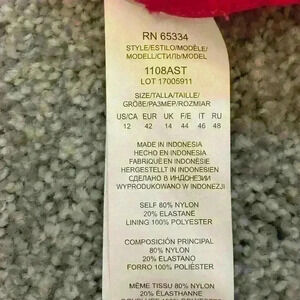 RN 65334
STYLE/ESTILO/MODÈLE/
MODELL/СТИЛЬ/MODEL
1108AST
LOT 17005911
SIZE/TALLA/TAILLE/
GRÖßE/РАЗМЕР/ROZMIAR
US/CA EUR UK F/E IT RU
12 42 14 44 46 48
MADE IN INDONESIA
HECHO EN INDONESIA
FABRIQUÉ EN INDONÉSIE
HERGESTELLT IN INDONESIEN
СДЕЛАНО В ИНДОНЕЗИИ
WYPRODUKOWANO W INDONEZJI
SELF 80% NYLON
20% ELASTANE
LINING 100% POLYESTER
COMPOSICIÓN PRINCIPAL
80% NYLON
20% ELASTANO
FORRO 100% POLIÉSTER
MÊME TISSU 80% NYLON
20% ÉLASTHANNE